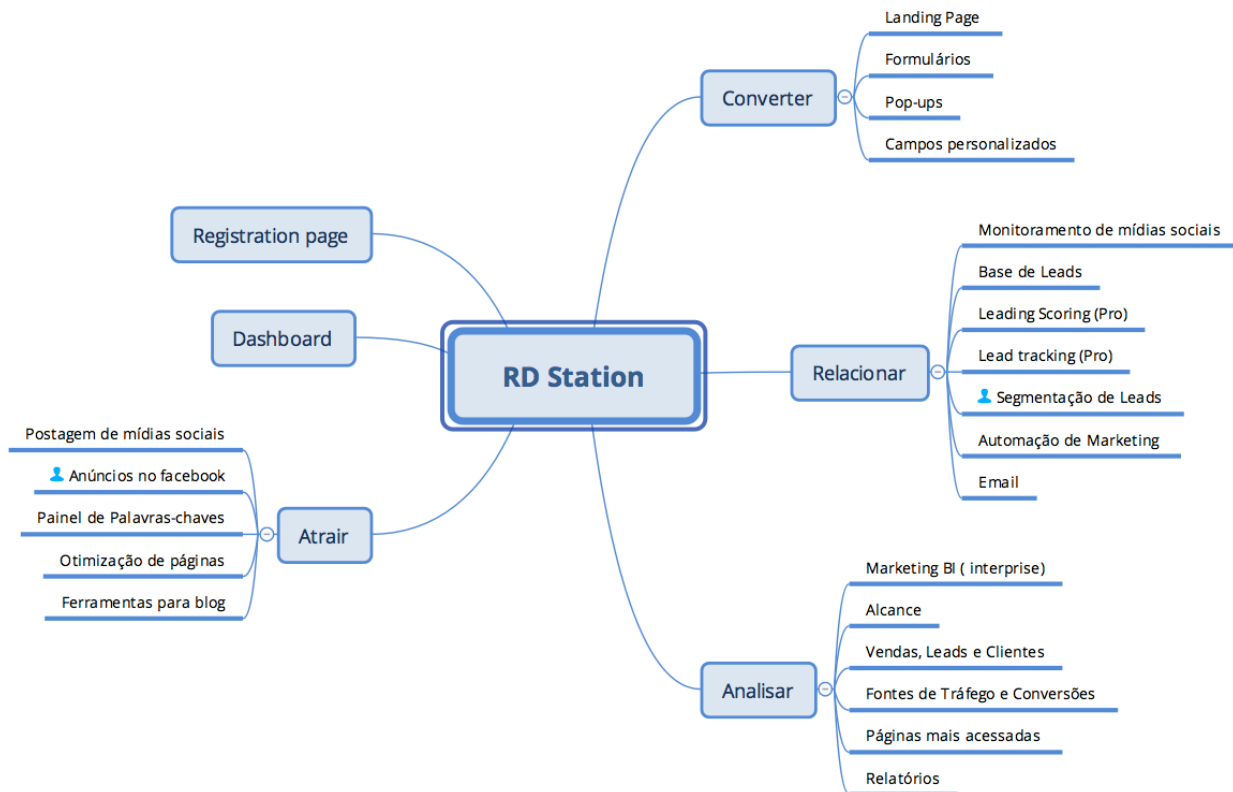 RD Station
Converter
Landing Page
Formulários
Pop-ups
Campos personalizados
Relacionar
Monitoramento de mídias sociais
Base de Leads
Leading Scoring (Pro)
Lead tracking (Pro)
Segmentação de Leads
Automação de Marketing
Email
Analisar
Marketing BI ( interprise)
Alcance
Vendas, Leads e Clientes
Fontes de Tráfego e Conversões
Páginas mais acessadas
Relatórios
Registration page
Dashboard
Atrair
Postagem de mídias sociais
Anúncios no facebook
Painel de Palavras-chaves
Otimização de páginas
Ferramentas para blog